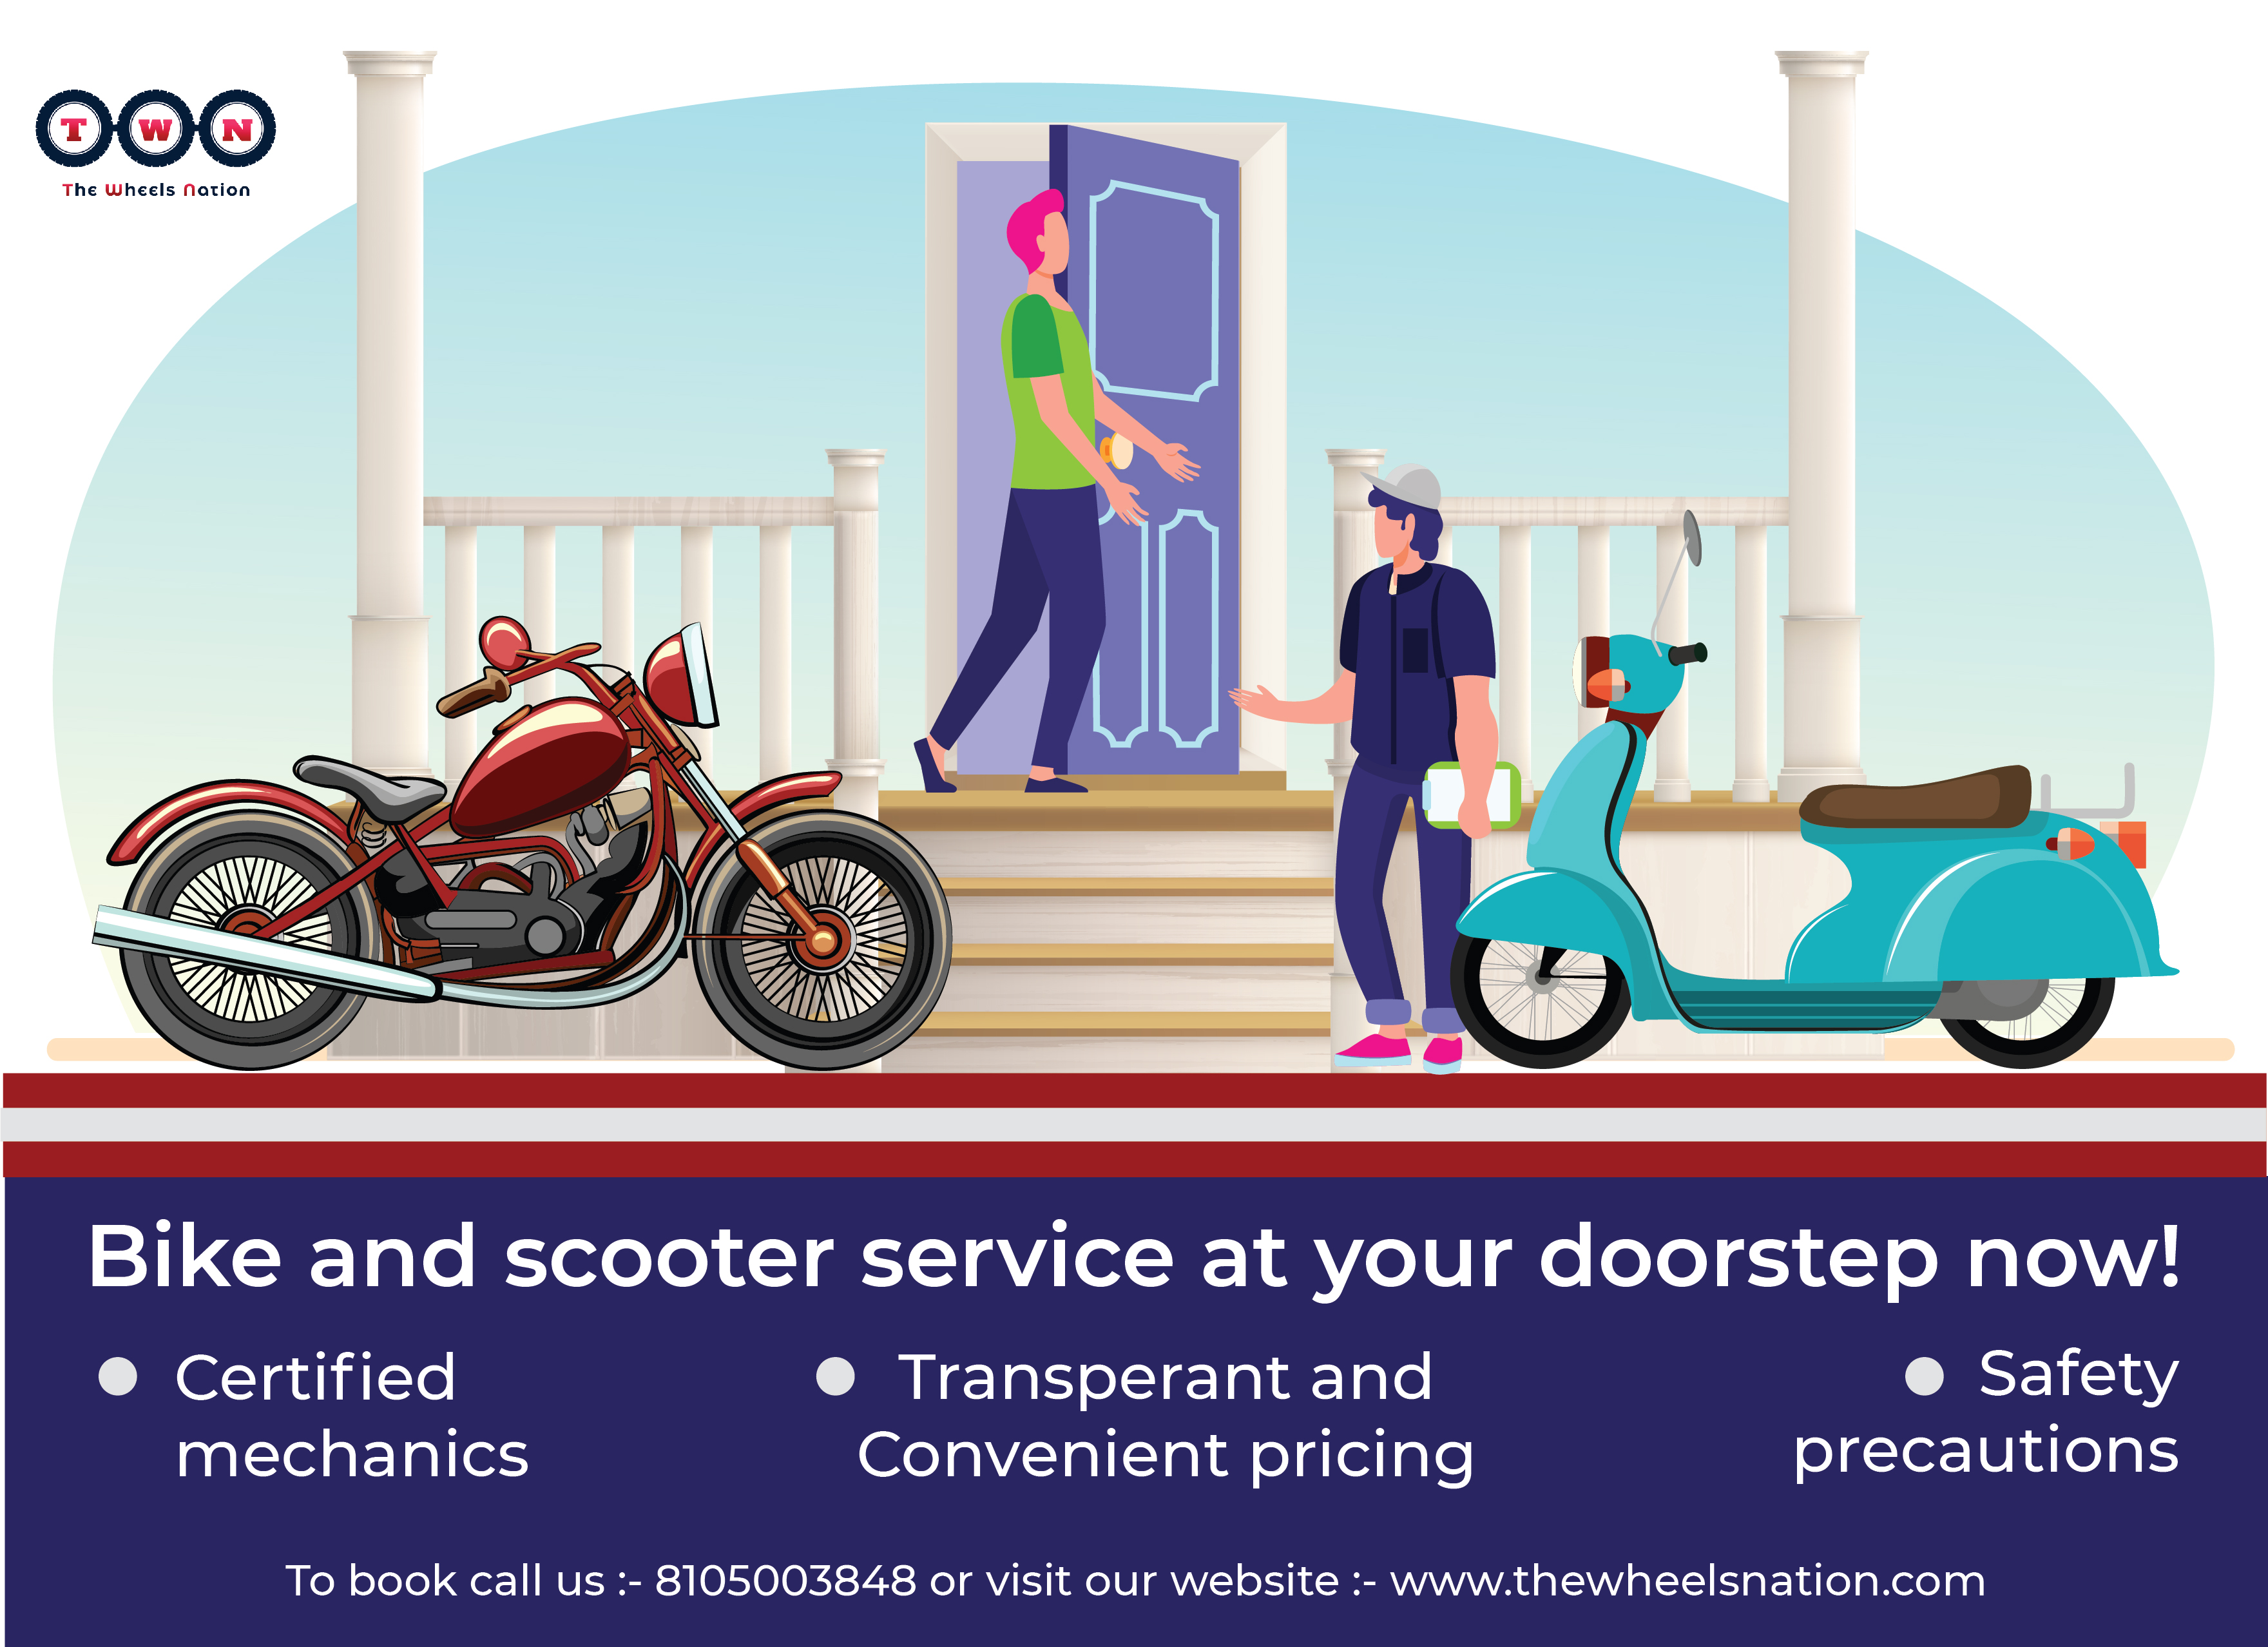 T W N
The Wheels Nation
Bike and scooter service at your doorstep now!
Certified
mechanics
Transperant and
Convenient pricing
Safety
precautions
To book call us :- 8105003848 or visit our website :- www.thewheelsnation.com